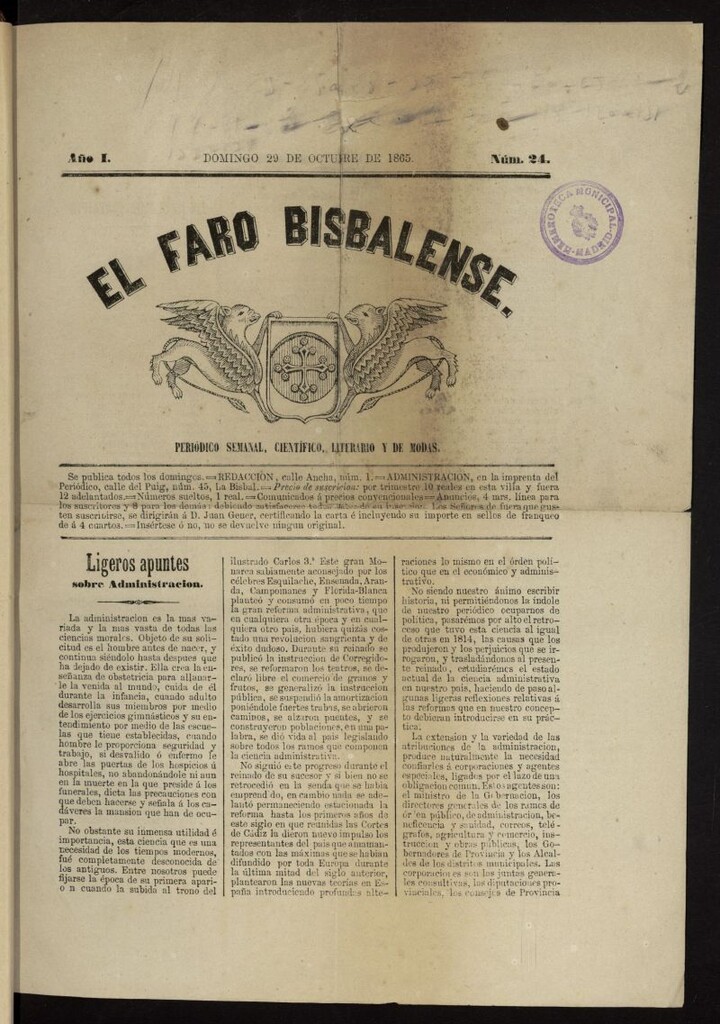 Año I.
DOMINGO 29 DE OCTUBRE DE 1865.
Núm. 24.
HEMEROTECA MUNICIPAL
MADRID
EL FARO BISBALENSE.
PERIÓDICO SEMANAL, CIENTÍFICO, LITERARIO Y DE MODAS.
Se publica todos los domingos.=REDACCION, calle Ancha, núm. 1.=ADMINISTRACION, en la imprenta del
Periódico, calle del Puig, núm. 45, La Bisbal.=Precio de suscricion: por trimestre 10 reales en esta villa y fuera
12 adelantados.=Números sueltos, 1 real.=Comunicados á precios convencionales=Anuncios, 4 mrs. línea para
los suscritores y 8 para los demás: debiendo satisfacerse Los Señores de fuera que gus-
ten suscribirse, se dirigirán á D. Juan Gener, certificando la carta é incluyendo su importe en sellos de franqueo
de á 4 cuartos.=Insértese ó no, no se devuelve ningun original.
Ligeros apuntes
sobre Administracion.
La administracion es la mas va-
riada y la mas vasta de todas las
ciencias morales. Objeto de su soli-
citud es el hombre antes de nacer, y
continua siéndolo hasta despues que
ha dejado de existir. Ella crea la en-
señanza de obstetricia para allanar-
le la venida al mundo, cuida de él
durante la infancia, cuando adulto
desarrolla sus miembros por medio
de los ejercicios gimnásticos y su en-
tendimiento por medio de las escue-
las que tiene establecidas, cuando
hombre le proporciona seguridad y
trabajo, si desvalido ó enfermo le
abre las puertas de los hospicios ú
hospitales, no abandonándole ni aun
en la muerte en la que preside á los
funerales, dicta las precauciones con
que deben hacerse y señala á los ca-
dáveres la mansion que han de ocu-
par.
No obstante su inmensa utilidad é
importancia, esta ciencia que es una
necesidad de los tiempos modernos,
fué completamente desconocida de
los antiguos. Entre nosotros puede
fijarse la época de su primera apari-
n cuando la subida al trono del
ilustrado Carlos 3.º Este gran Mo-
narca sabiamente aconsejado por los
célebres Esquilache, Ensenada, Aran-
da, Campomanes y Florida-Blanca
planteó y consumó en poco tiempo
la gran reforma administrativa, que
en cualquiera otra época y en cual-
quiera otro pais, hubiera quizás cos-
tado una revolucion sangrienta y de
éxito dudoso. Durante su reinado se
publicó la instruccion de Corregido-
res, se reformaron los teatros, se de-
claró libre el comercio de granos y
frutos, se generalizó la instruccion
pública, se suspendió la amortizacion
poniéndole fuertes trabas, se abrieron
caminos, se alzaron puentes, y se
construyeron poblaciones, en una pa-
labra, se dió vida al pais legislando
sobre todos los ramos que componen
la ciencia administrativa.
No siguió este progreso durante el
reinado de su sucesor y si bien no se
retrocedió en la senda que se habia
emprendido, en cambio nada se ade-
lantó permaneciendo estacionada la
reforma hasta los primeros años de
este siglo en que reunidas las Cortes
de Cádiz la dieron nuevo impulso los
representantes del pais que amaman-
tados con las máximas que se habian
difundido por toda Europa durante
la última mitad del siglo anterior,
plantearon las nuevas teorías en Es-
paña introduciendo profundas alte-
raciones lo mismo en el órden polí-
tico que en el económico y adminis-
trativo.
No siendo nuestro ánimo escribir
historia, ni permitiéndonos la índole
de nuestro periódico ocuparnos de
política, pasarémos por alto el retro-
ceso que tuvo esta ciencia al igual
de otras en 1814, las causas que los
produjeron y los perjuicios que se ir-
rogaron, y trasladándonos al presen-
te reinado, estudiarémos el estado
actual de la ciencia administrativa
en nuestro pais, haciendo de paso al-
gunas ligeras reflexiones relativas á
las reformas que en nuestro concep-
to debieran introducirse en su prác-
tica.
La extension y la variedad de las
atribuciones de la administracion,
produce naturalmente la necesidad
confiarlas á corporaciones y agentes
especiales, ligados por el lazo de una
obligacion comun. Estos agentes son:
el ministro de la Gobernacion, los
directores generales de los ramos de
órden público, de administracion, be-
neficencia y sanidad, correos, telé-
grafos, agricultura y comercio, ins-
truccion y obras públicas, los Go-
bernadores de Provincia y los Alcal-
des de los distritos municipales. Las
corporaciones son las juntas genera-
les consultivas, las diputaciones pro-
vinciales, los consejos de Provincia